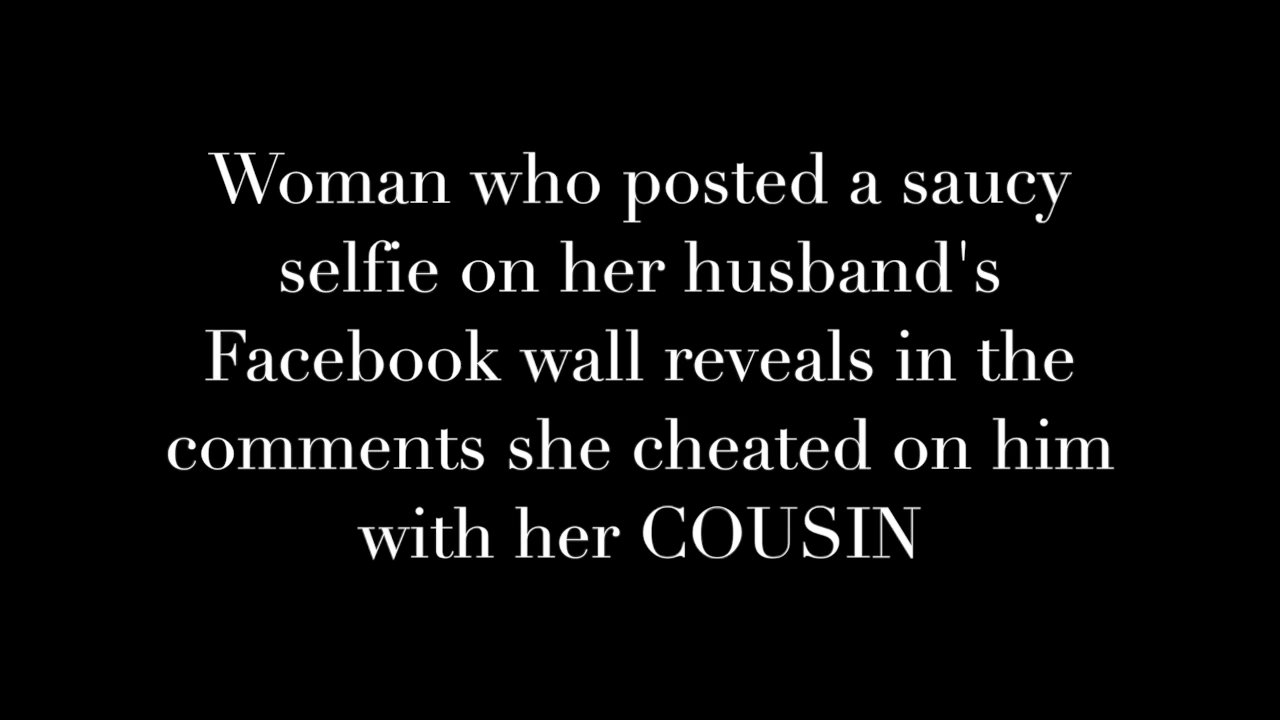 Woman who posted a saucy
selfie on her husband's
Facebook wall reveals in the
comments she cheated on him
with her COUSIN